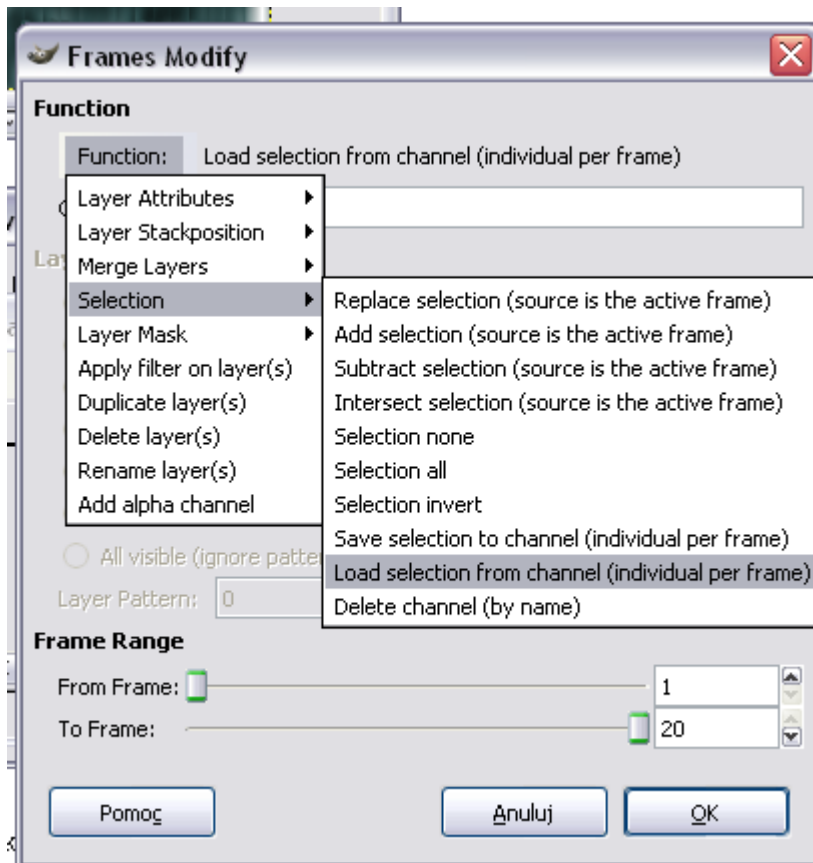 Frames Modify
Function
Function: Load selection from channel (individual per frame)
Layer Attributes
Layer Stackposition
Merge Layers
Selection
Layer Mask
Apply filter on layer(s)
Duplicate layer(s)
Delete layer(s)
Rename layer(s)
Add alpha channel
Replace selection (source is the active frame)
Add selection (source is the active frame)
Subtract selection (source is the active frame)
Intersect selection (source is the active frame)
Selection none
Selection all
Selection invert
Save selection to channel (individual per frame)
Load selection from channel (individual per frame)
Delete channel (by name)
All visible (ignore
Layer Pattern: 0
Frame Range
From Frame: 1
To Frame: 20
Pomoc Anuluj OK